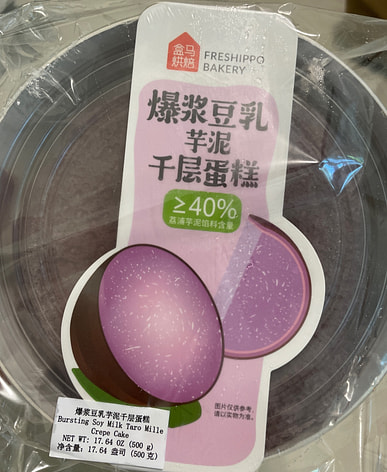 盒马
烘焙
FRESHIPPO
BAKERY
爆浆豆乳
芋泥
千层蛋糕
≥40%
荔浦芋泥馅料含量
图片仅供参考,
请以实物为准。
爆浆豆乳芋泥千层蛋糕
Bursting Soy Milk Taro Mille
Crepe Cake
NET WT: 17.64 OZ (500 g)
净含量: 17.64 盎司 (500 克)